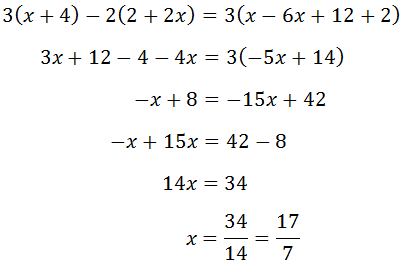 3(x + 4) − 2(2 + 2x) = 3(x − 6x + 12 + 2)
3x + 12 − 4 − 4x = 3(−5x + 14)
−x + 8 = −15x + 42
−x + 15x = 42 − 8
14x = 34
x = 34/14 = 17/7